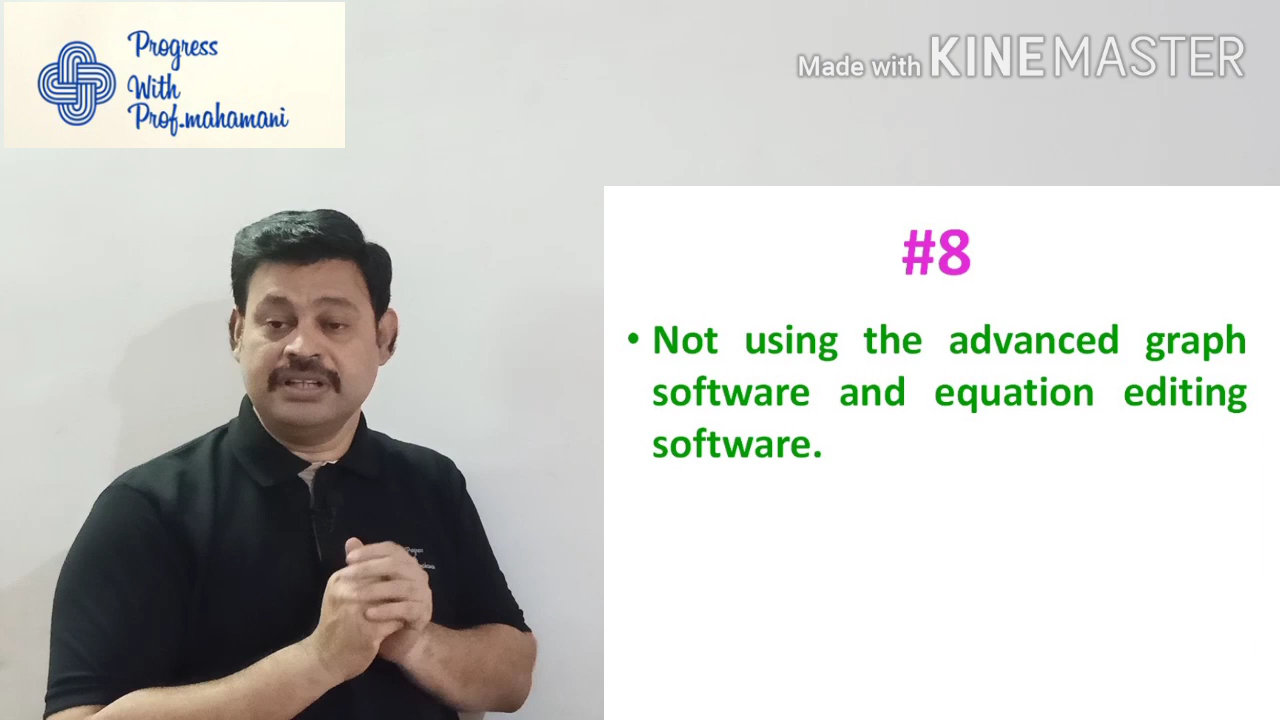 Progress
With
Prof.mahamani
Made with KINEMASTER
#8
• Not using the advanced graph
software and equation editing
software.